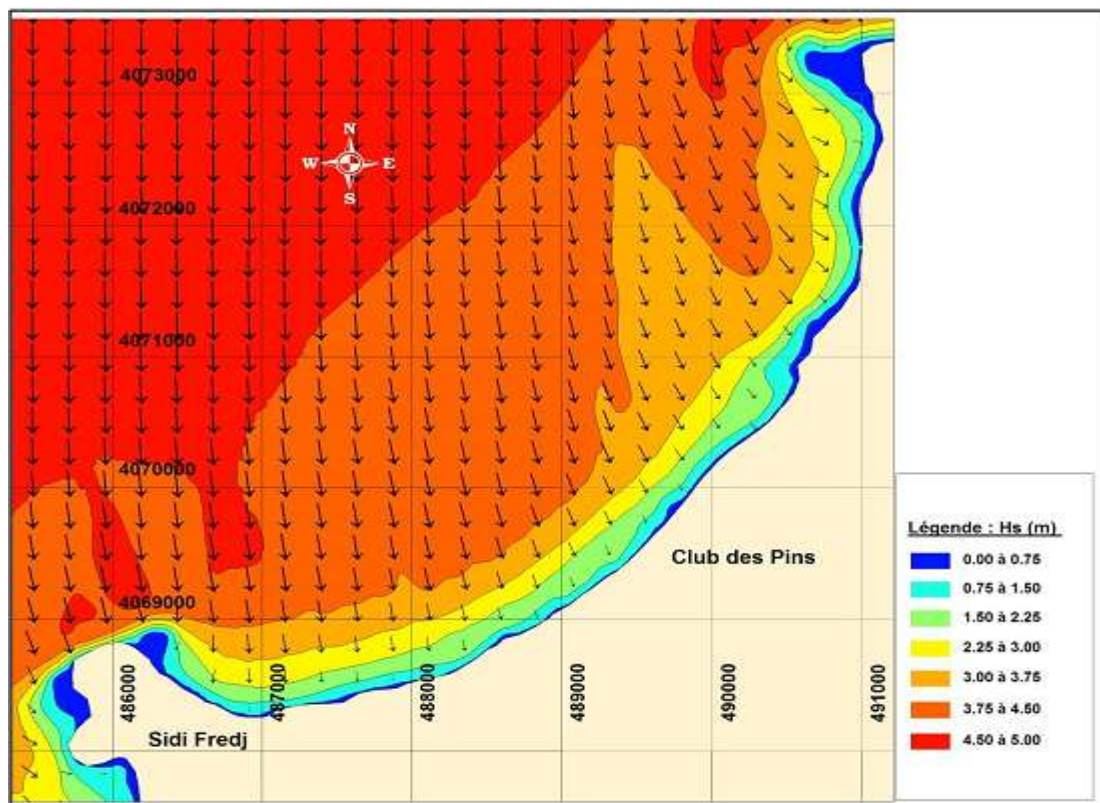 4073000
N
W E
S
4072000
4071000
4070000
4069000
Club des Pins
486000
487000
488000
489000
490000
491000
Sidi Fredj
Légende : Hs (m)
0.00 à 0.75
0.75 à 1.50
1.50 à 2.25
2.25 à 3.00
3.00 à 3.75
3.75 à 4.50
4.50 à 5.00